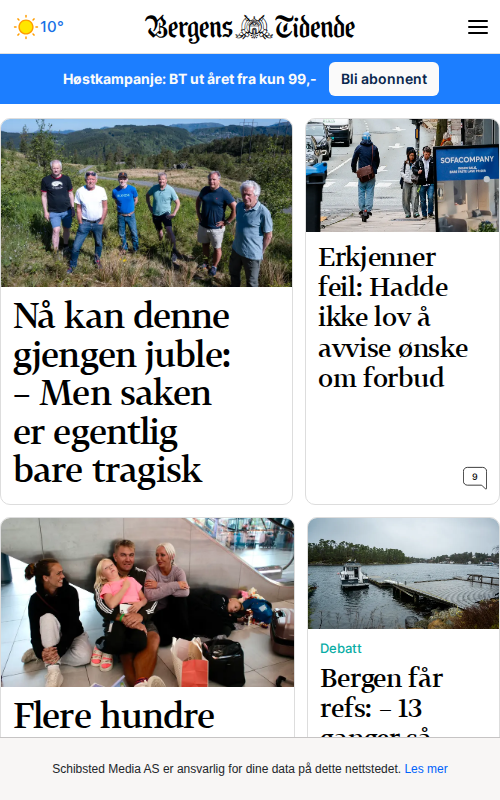 10°
Bergens Tidende
Høstkampanje: BT ut året fra kun 99,-
Bli abonnent
SOFACOMPANY
Nå kan denne
gjengen juble:
– Men saken
er egentlig
bare tragisk
Erkjenner
feil: Hadde
ikke lov å
avvise ønske
om forbud
9
Flere hundre
Debatt
Bergen får
refs: – 13
ganger så
Schibsted Media AS er ansvarlig for dine data på dette nettstedet. Les mer